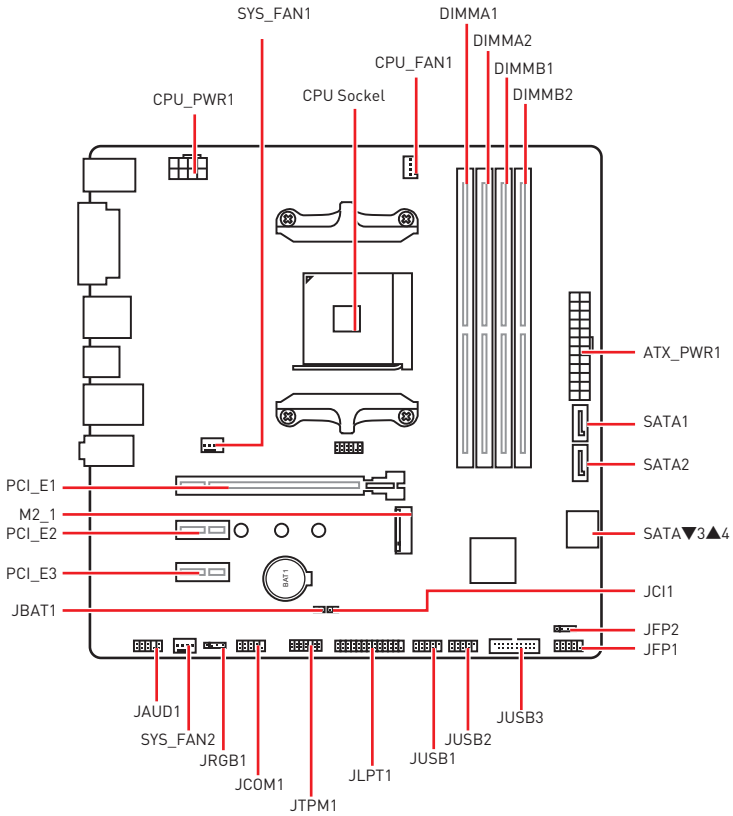 SYS_FAN1
DIMMA1
DIMMA2
CPU_FAN1
DIMMB1
CPU Sockel
DIMMB2
CPU_PWR1
ATX_PWR1
SATA1
SATA2
PCI_E1
M2_1
PCI_E2
SATA▼3▲4
PCI_E3
BAT1
JCI1
JBAT1
JFP2
JFP1
JAUD1
JUSB3
SYS_FAN2
JUSB2
JRGB1
JUSB1
JCOM1
JLPT1
JTPM1